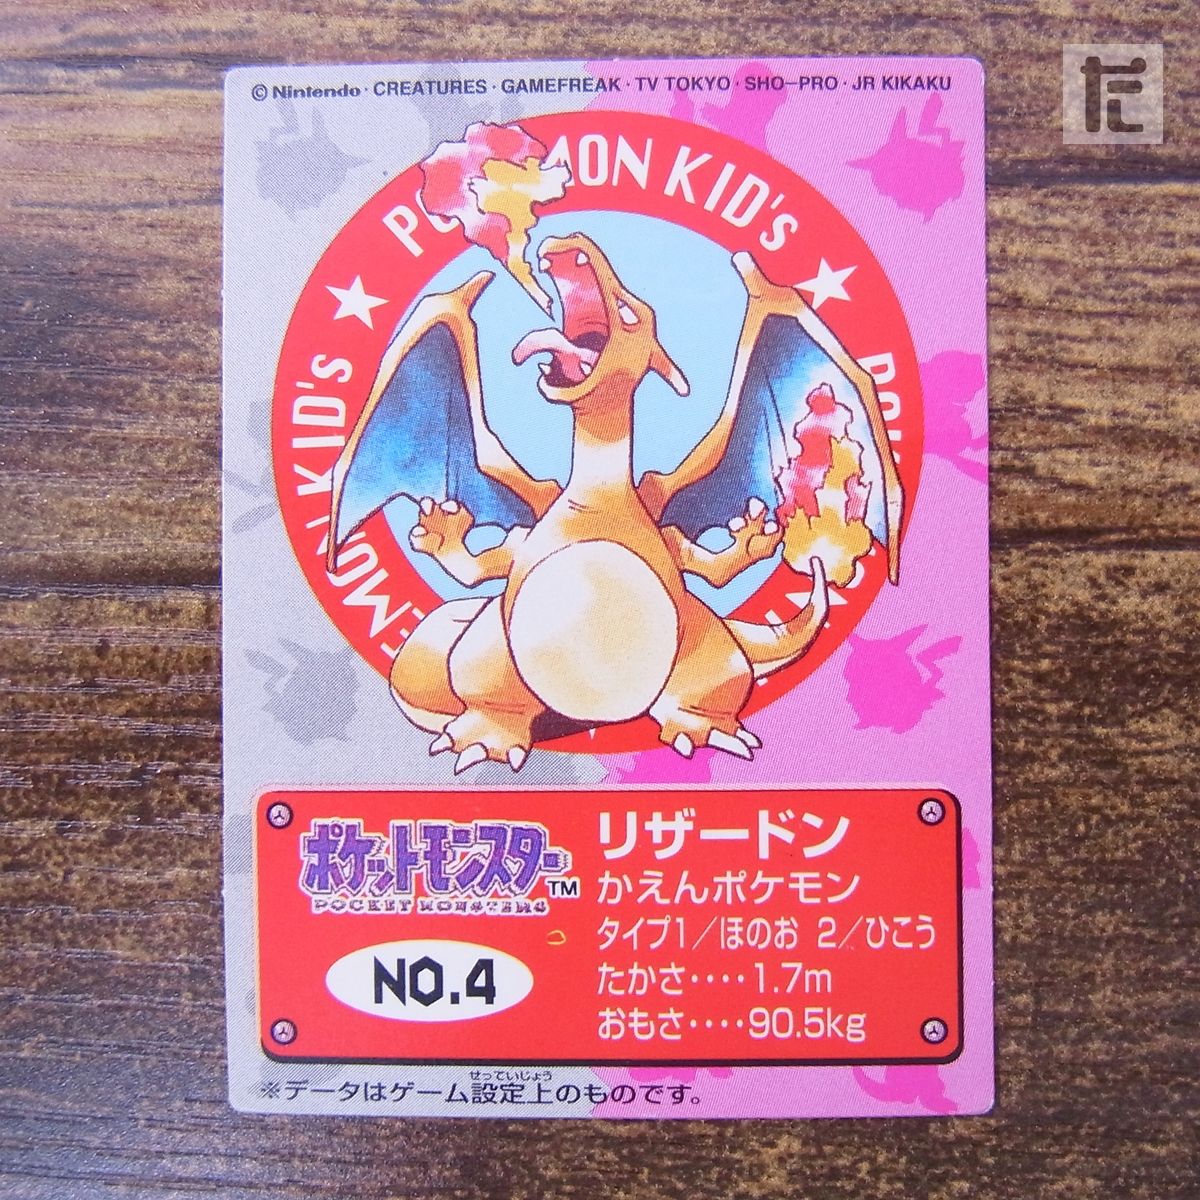 © Nintendo · CREATURES · GAMEFREAK · TV TOKYO · SHO-PRO · JR KIKAKU
MON KID's
KID's
ポケットモンスター TM
POCKET MONSTERS
NO.4
リザードン
かえんポケモン
タイプ1／ほのお 2／ひこう
たかさ････1.7m
おもさ････90.5kg
せっていじょう
※データはゲーム設定上のものです。